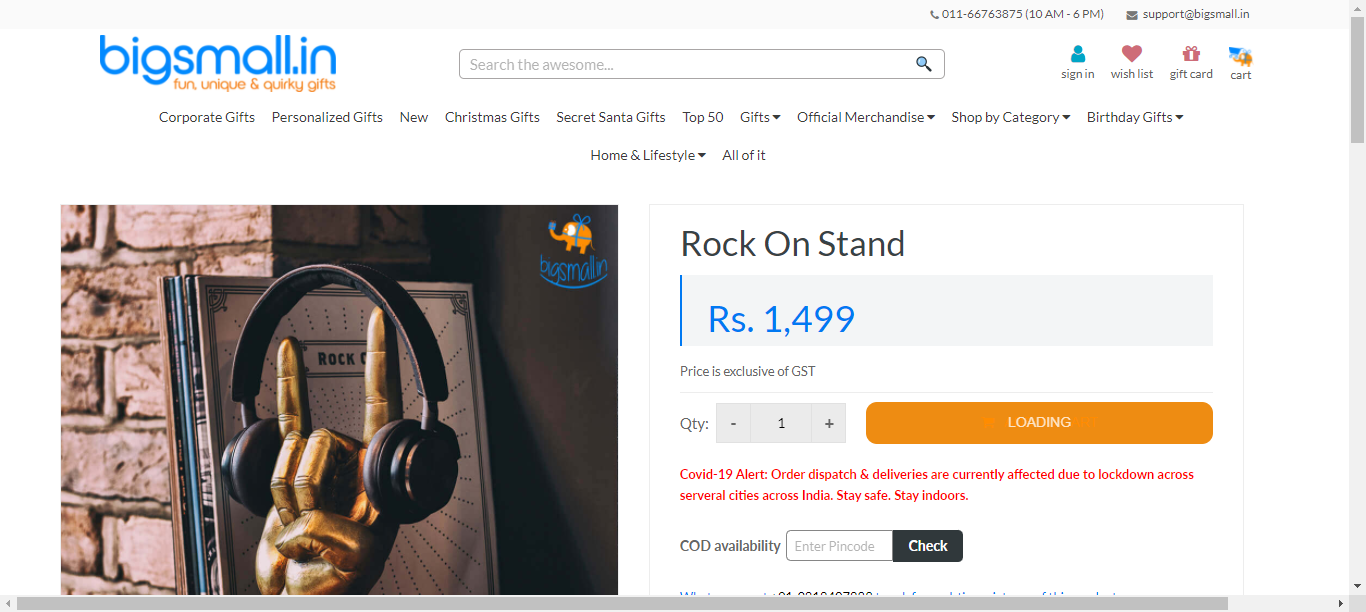 011-66763875 (10 AM - 6 PM) support@bigsmall.in
bigsmall.in
fun, unique & quirky gifts
Search the awesome...
sign in wish list gift card cart
Corporate Gifts Personalized Gifts New Christmas Gifts Secret Santa Gifts Top 50 Gifts Official Merchandise Shop by Category Birthday Gifts
Home & Lifestyle All of it
bigsmall.in
ROCK
Rock On Stand
Rs. 1,499
Price is exclusive of GST
Qty: - 1 + LOADING
Covid-19 Alert: Order dispatch & deliveries are currently affected due to lockdown across
serveral cities across India. Stay safe. Stay indoors.
COD availability Enter Pincode Check